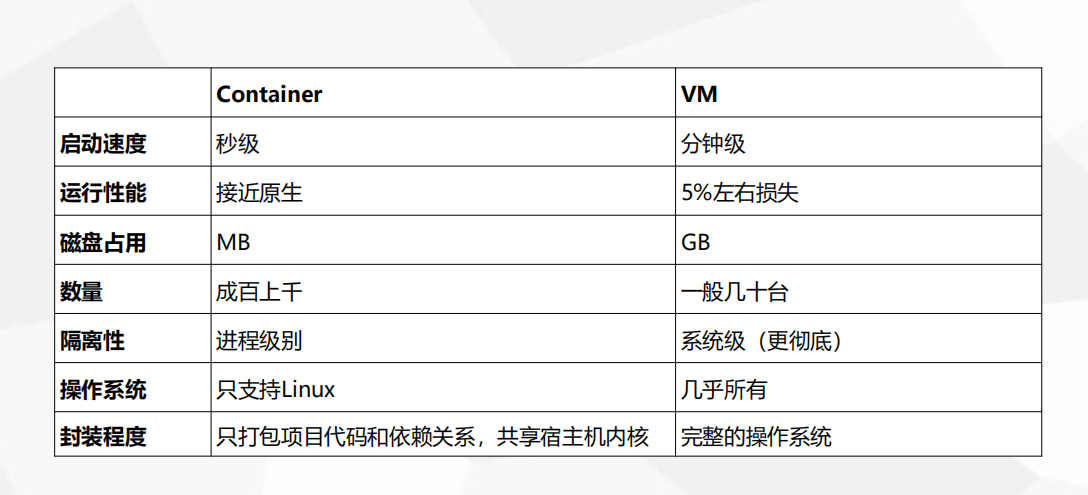 Container VM
启动速度 秒级 分钟级
运行性能 接近原生 5%左右损失
磁盘占用 MB GB
数量 成百上千 一般几十台
隔离性 进程级别 系统级（更彻底）
操作系统 只支持Linux 几乎所有
封装程度 只打包项目代码和依赖关系，共享宿主机内核 完整的操作系统